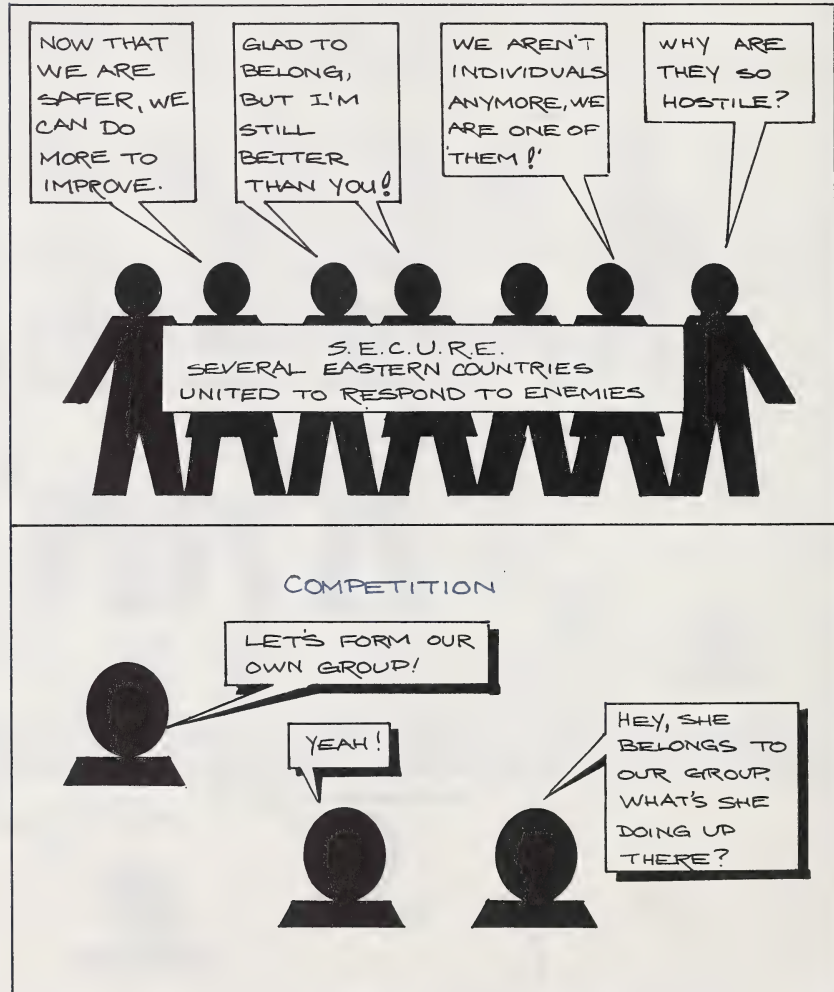 NOW THAT
WE ARE
SAFER, WE
CAN DO
MORE TO
IMPROVE.
GLAD TO
BELONG,
BUT I'M
STILL
BETTER
THAN YOU!
WE AREN'T
INDIVIDUALS
ANYMORE, WE
ARE ONE OF
'THEM!'
WHY ARE
THEY SO
HOSTILE?
S.E.C.U.R.E.
SEVERAL EASTERN COUNTRIES
UNITED TO RESPOND TO ENEMIES
COMPETITION
LET'S FORM OUR
OWN GROUP!
YEAH!
HEY, SHE
BELONGS TO
OUR GROUP.
WHAT'S SHE
DOING UP
THERE?